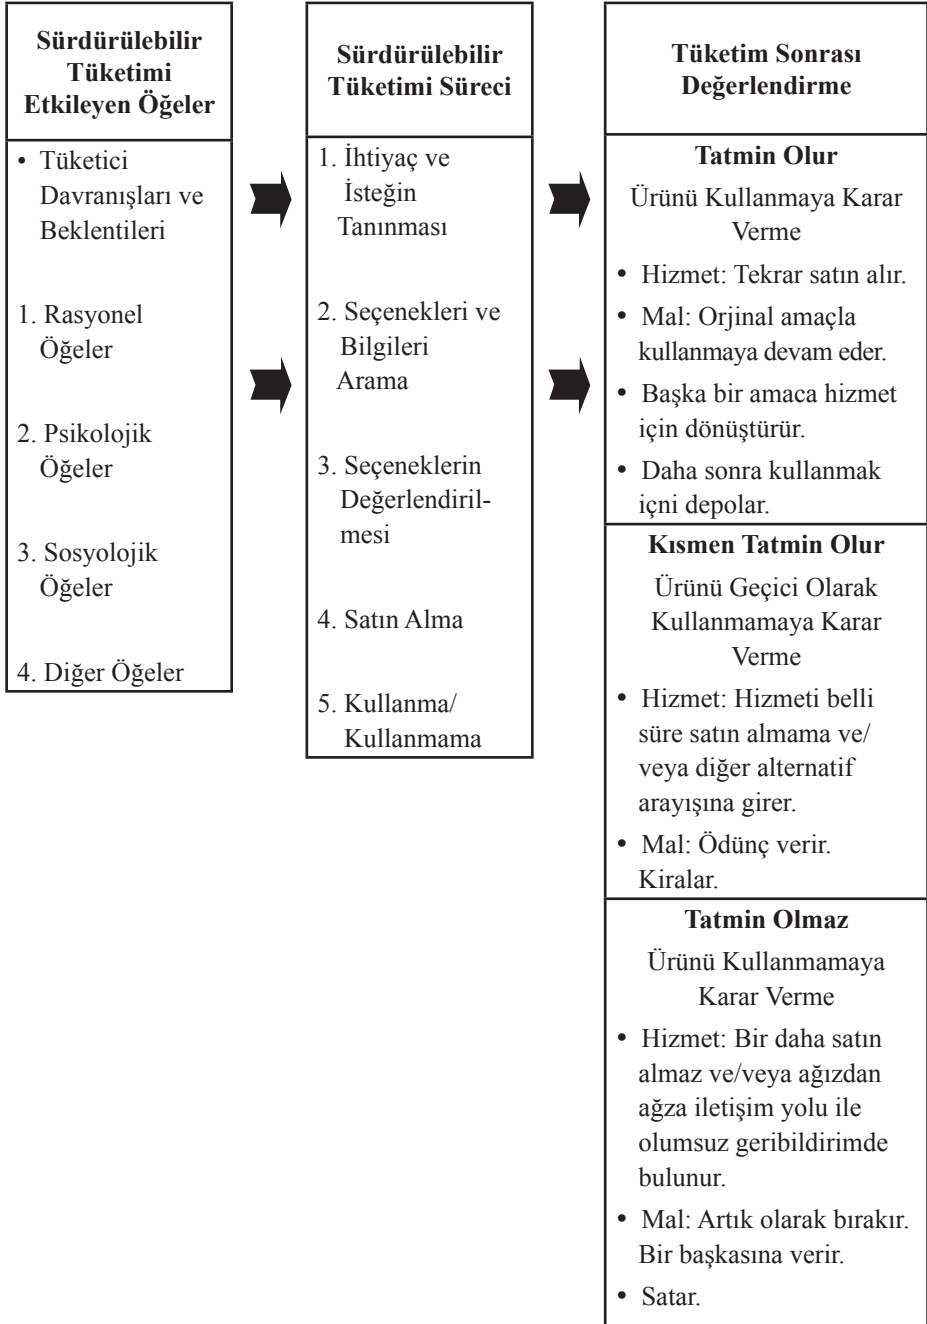 Sürdürülebilir
Tüketimi
Etkileyen Öğeler
• Tüketici
Davranışları ve
Beklentileri
1. Rasyonel
Öğeler
2. Psikolojik
Öğeler
3. Sosyolojik
Öğeler
4. Diğer Öğeler
Sürdürülebilir
Tüketimi Süreci
1. İhtiyaç ve
İsteğin
Tanınması
2. Seçenekleri ve
Bilgileri
Arama
3. Seçeneklerin
Değerlendiril-
mesi
4. Satın Alma
5. Kullanma/
Kullanmama
Tüketim Sonrası
Değerlendirme
Tatmin Olur
Ürünü Kullanmaya Karar
Verme
• Hizmet: Tekrar satın alır.
• Mal: Orjinal amaçla
kullanmaya devam eder.
• Başka bir amaca hizmet
için dönüştürür.
• Daha sonra kullanmak
içni depolar.
Kısmen Tatmin Olur
Ürünü Geçici Olarak
Kullanmamaya Karar
Verme
• Hizmet: Hizmeti belli
süre satın almama ve/
veya diğer alternatif
arayışına girer.
• Mal: Ödünç verir.
Kiralar.
Tatmin Olmaz
Ürünü Kullanmamaya
Karar Verme
• Hizmet: Bir daha satın
almaz ve/veya ağızdan
ağza iletişim yolu ile
olumsuz geribildirimde
bulunur.
• Mal: Artık olarak bırakır.
Bir başkasına verir.
• Satar.